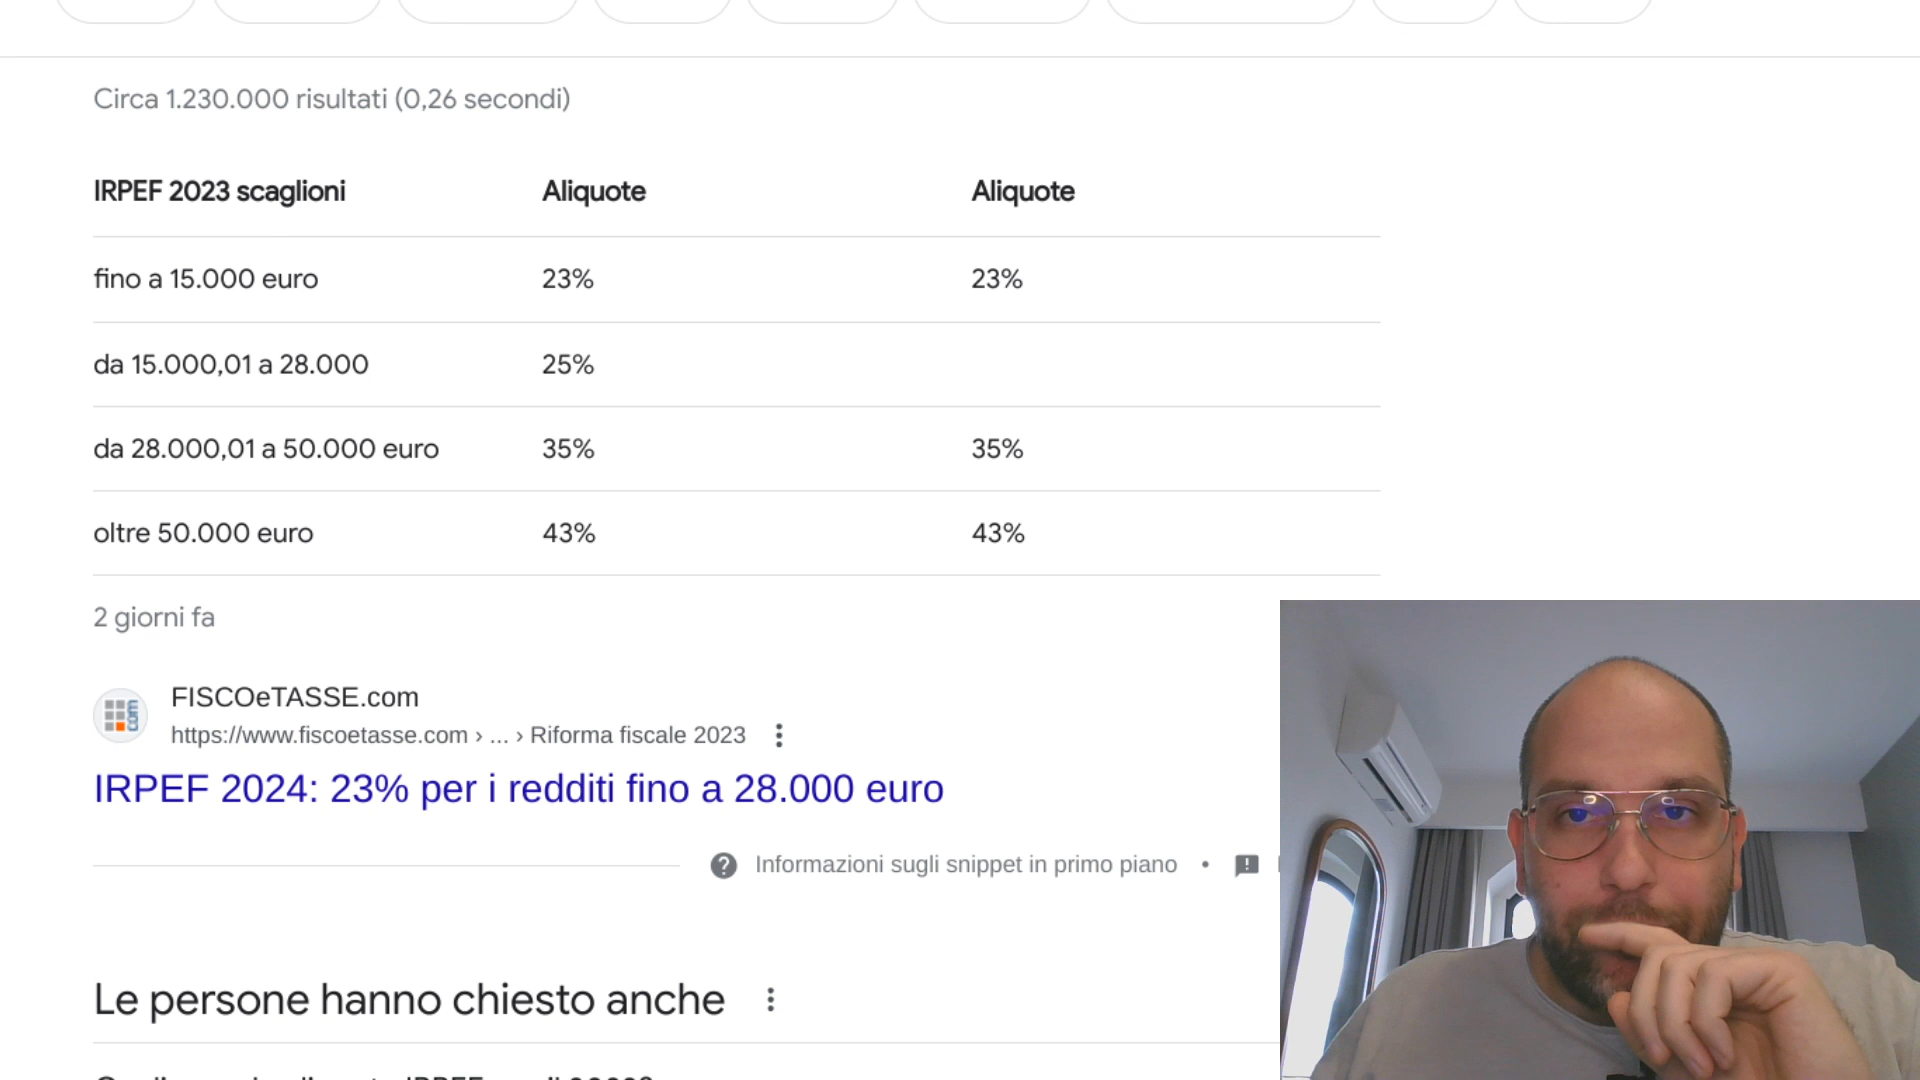 Circa 1.230.000 risultati (0,26 secondi)
IRPEF 2023 scaglioni Aliquote Aliquote
fino a 15.000 euro 23% 23%
da 15.000,01 a 28.000 25%
da 28.000,01 a 50.000 euro 35% 35%
oltre 50.000 euro 43% 43%
2 giorni fa
FISCOeTASSE.com
https://www.fiscoetasse.com › ... › Riforma fiscale 2023
IRPEF 2024: 23% per i redditi fino a 28.000 euro
Informazioni sugli snippet in primo piano •
Le persone hanno chiesto anche